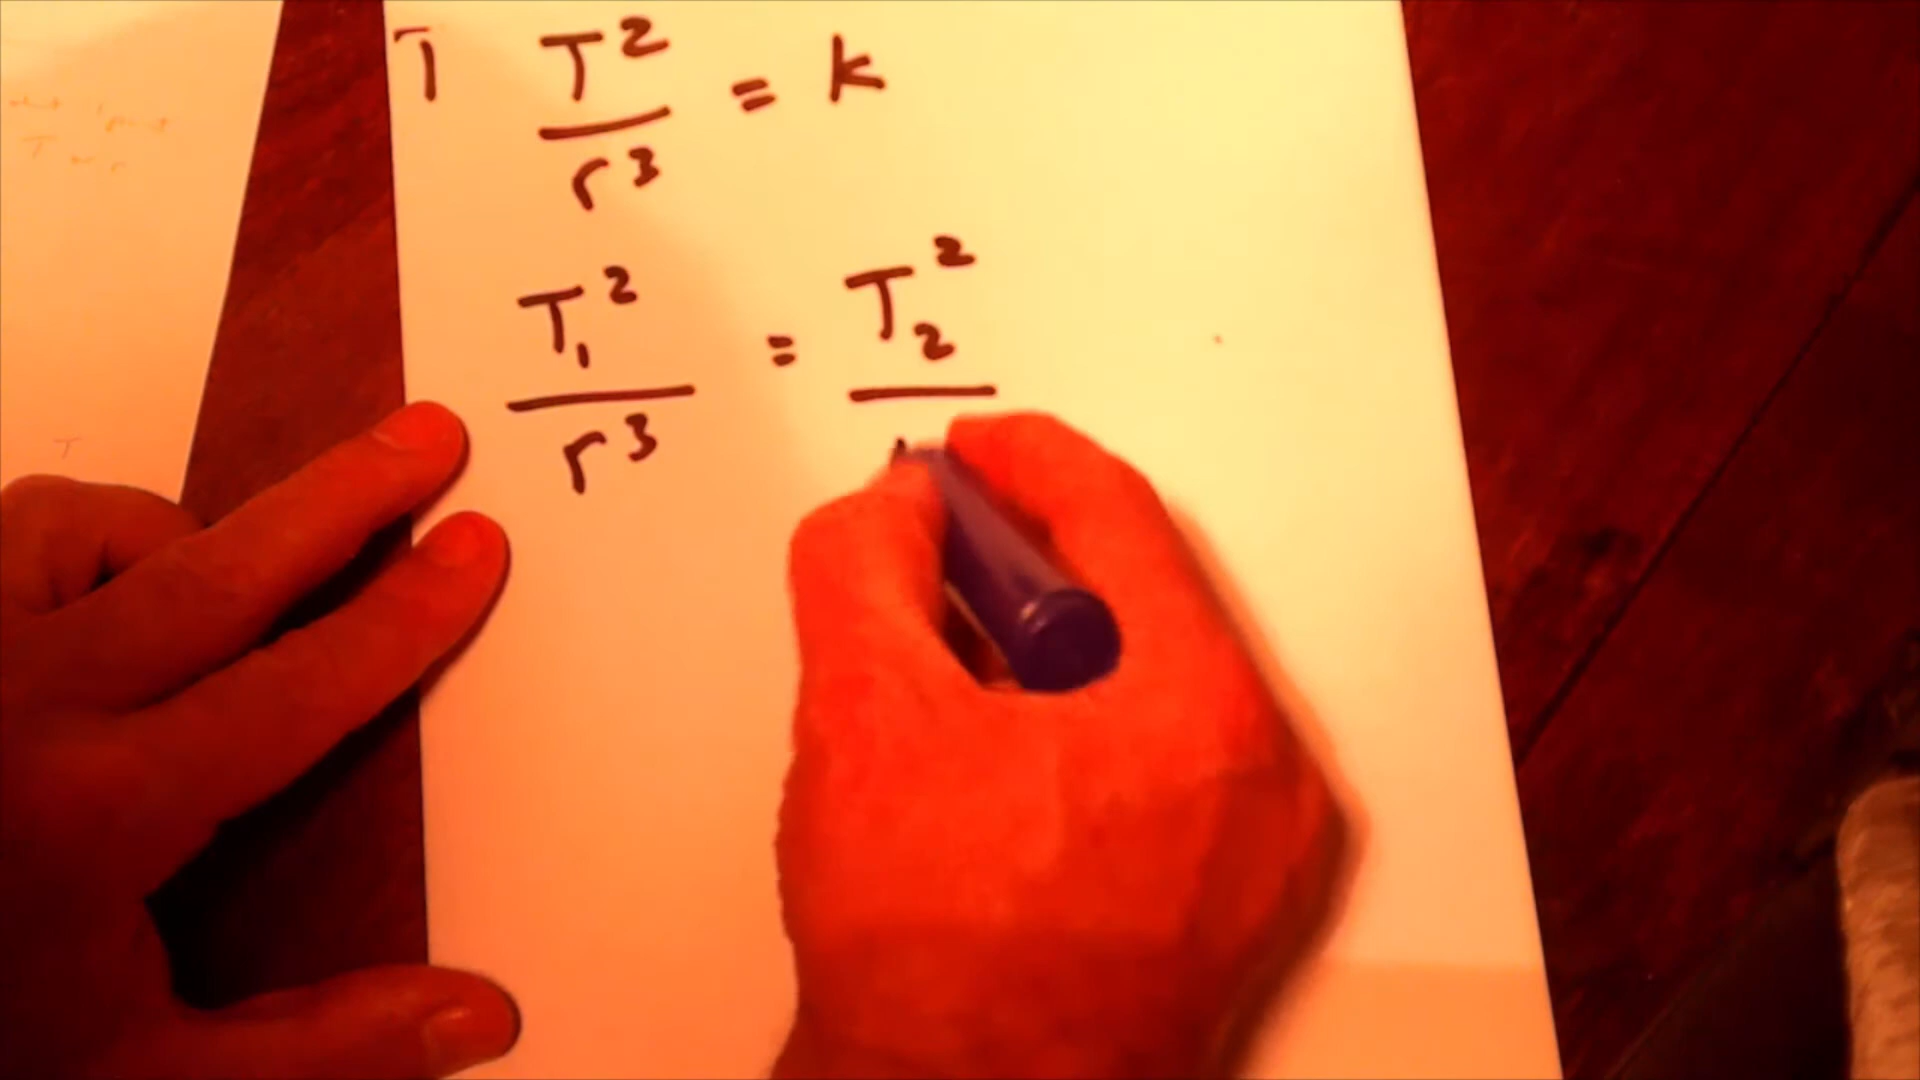 T T² / r³ = k
T₁² / r³ = T₂² /